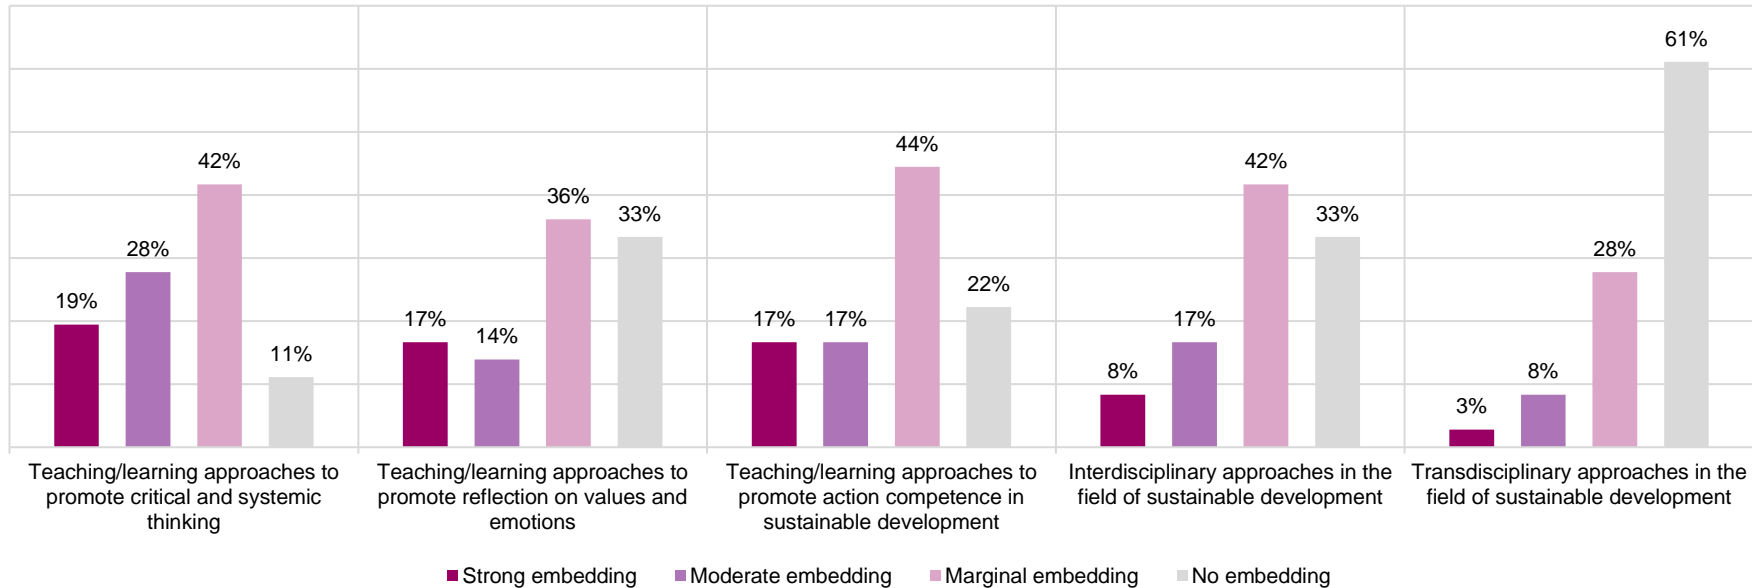 61%
44%
42%
42%
36%
33%
33%
28%
28%
22%
19%
17%
17%
17%
17%
14%
11%
8%
8%
3%
Teaching/learning approaches to
promote critical and systemic
thinking
Teaching/learning approaches to
promote reflection on values and
emotions
Teaching/learning approaches to
promote action competence in
sustainable development
Interdisciplinary approaches in the
field of sustainable development
Transdisciplinary approaches in the
field of sustainable development
Strong embedding
Moderate embedding
Marginal embedding
No embedding